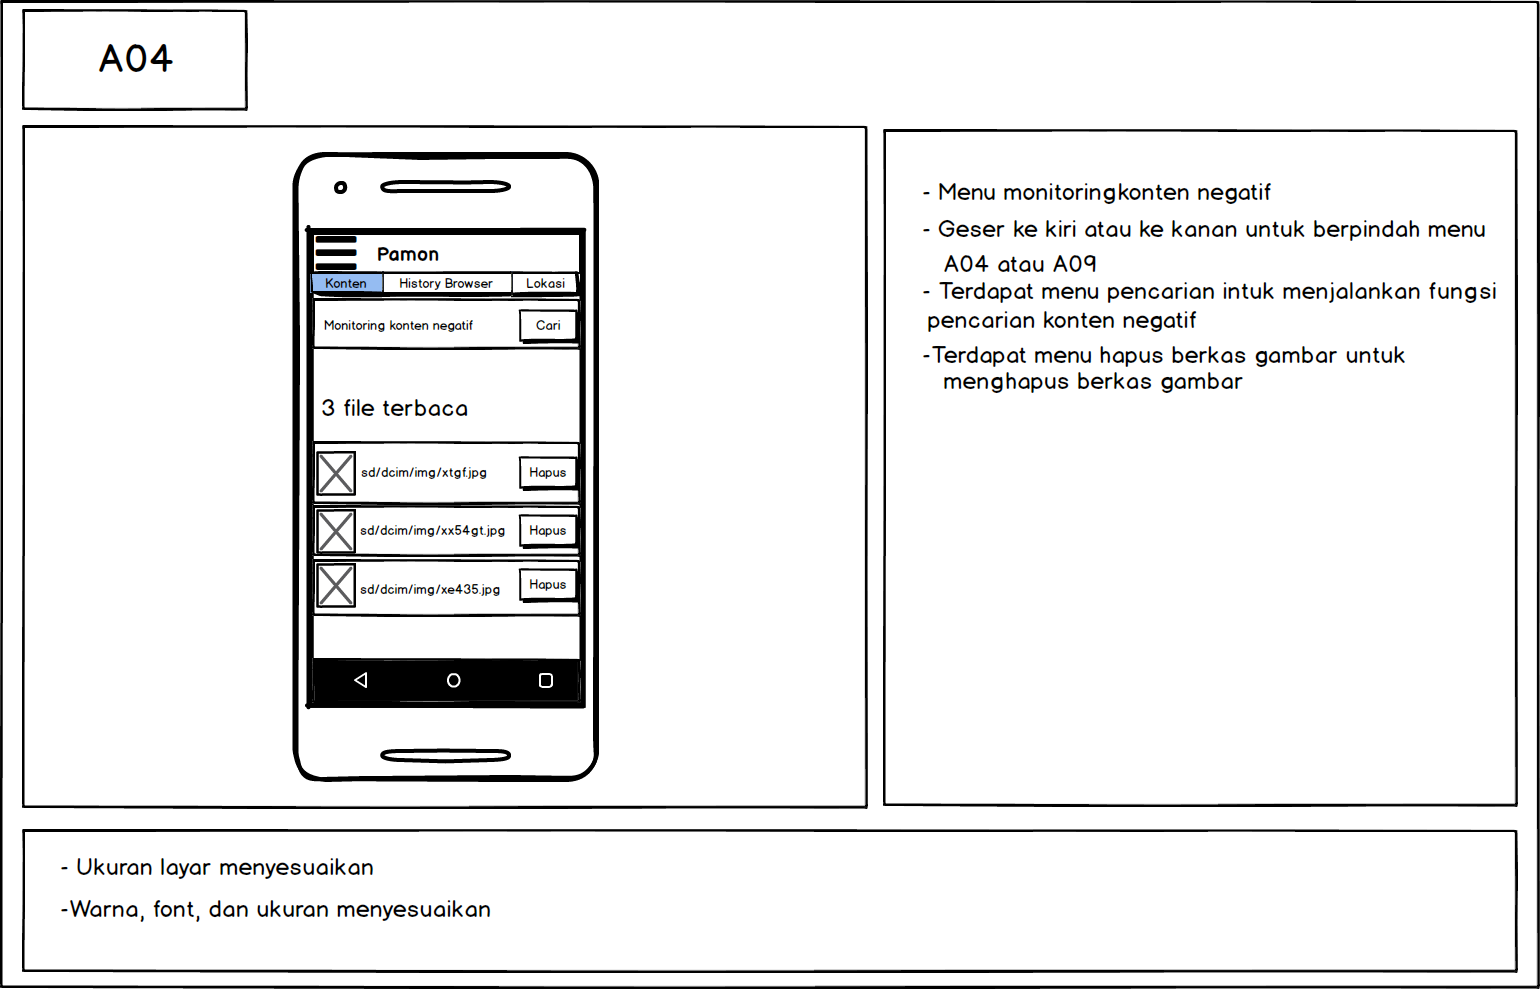 A04
Pamon
Konten History Browser Lokasi
Monitoring konten negatif Cari
3 file terbaca
sd/dcim/img/xtgf.jpg Hapus
sd/dcim/img/xx54gt.jpg Hapus
sd/dcim/img/xe435.jpg Hapus
- Menu monitoringkonten negatif
- Geser ke kiri atau ke kanan untuk berpindah menu
A04 atau A09
- Terdapat menu pencarian intuk menjalankan fungsi
pencarian konten negatif
-Terdapat menu hapus berkas gambar untuk
menghapus berkas gambar
- Ukuran layar menyesuaikan
-Warna, font, dan ukuran menyesuaikan